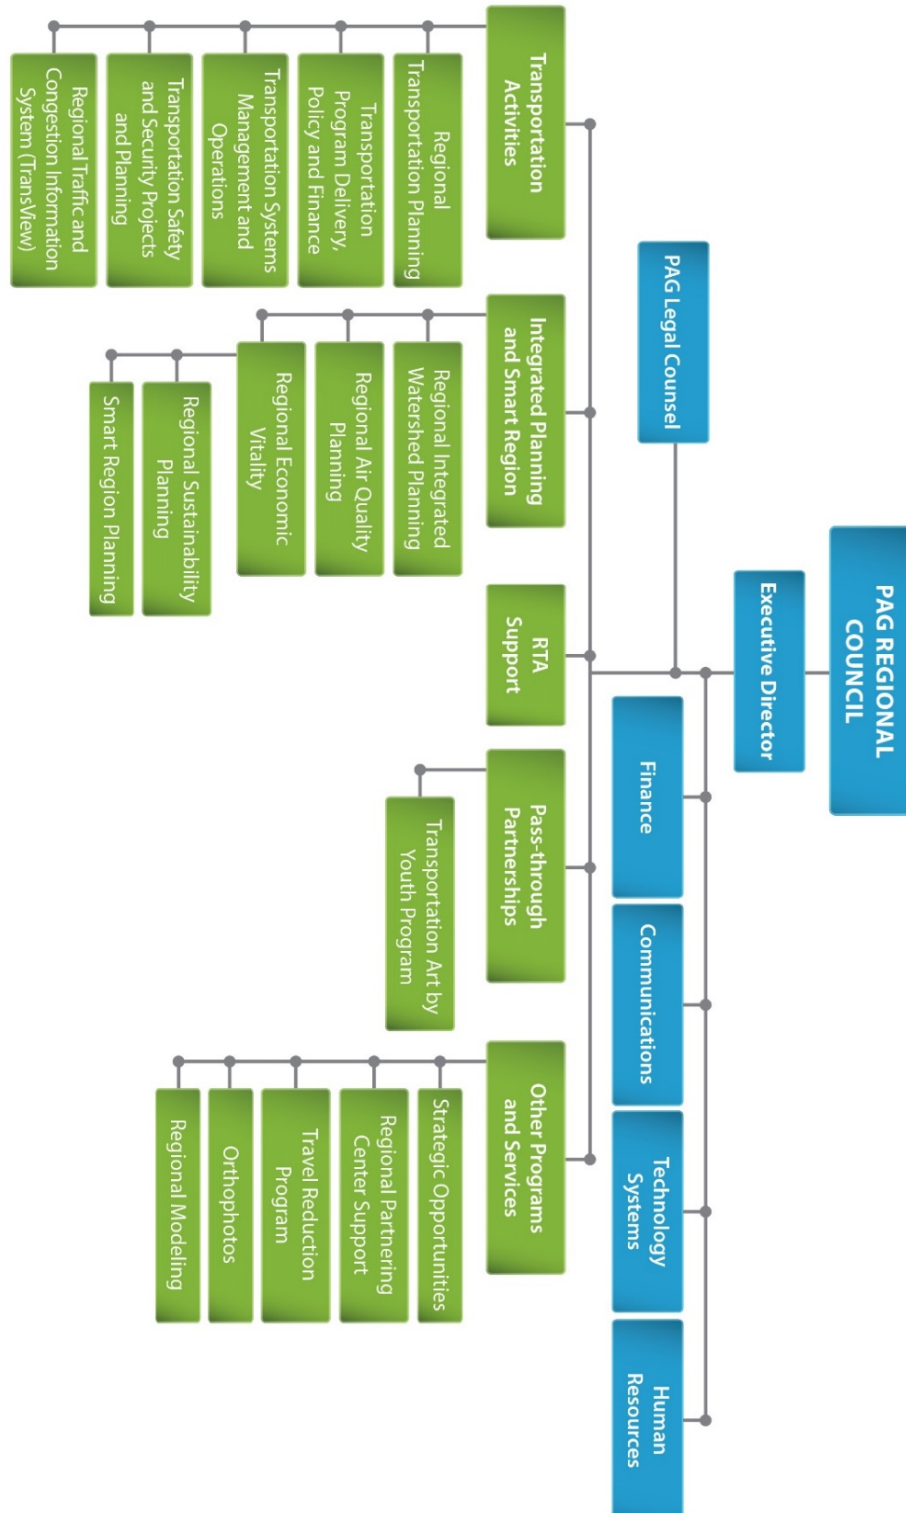 PAG REGIONAL
COUNCIL
Executive Director
PAG Legal Counsel
Finance
Communications
Technology
Systems
Human
Resources
Transportation
Activities
Regional
Transportation Planning
Transportation
Program Delivery,
Policy and Finance
Transportation Systems
Management and
Operations
Transportation Safety
and Security Projects
and Planning
Regional Traffic and
Congestion Information
System (TransView)
Integrated Planning
and Smart Region
Regional Integrated
Watershed Planning
Regional Air Quality
Planning
Regional Economic
Vitality
Regional Sustainability
Planning
Smart Region Planning
RTA
Support
Pass-through
Partnerships
Transportation Art by
Youth Program
Other Programs
and Services
Strategic Opportunities
Regional Partnering
Center Support
Travel Reduction
Program
Orthophotos
Regional Modeling